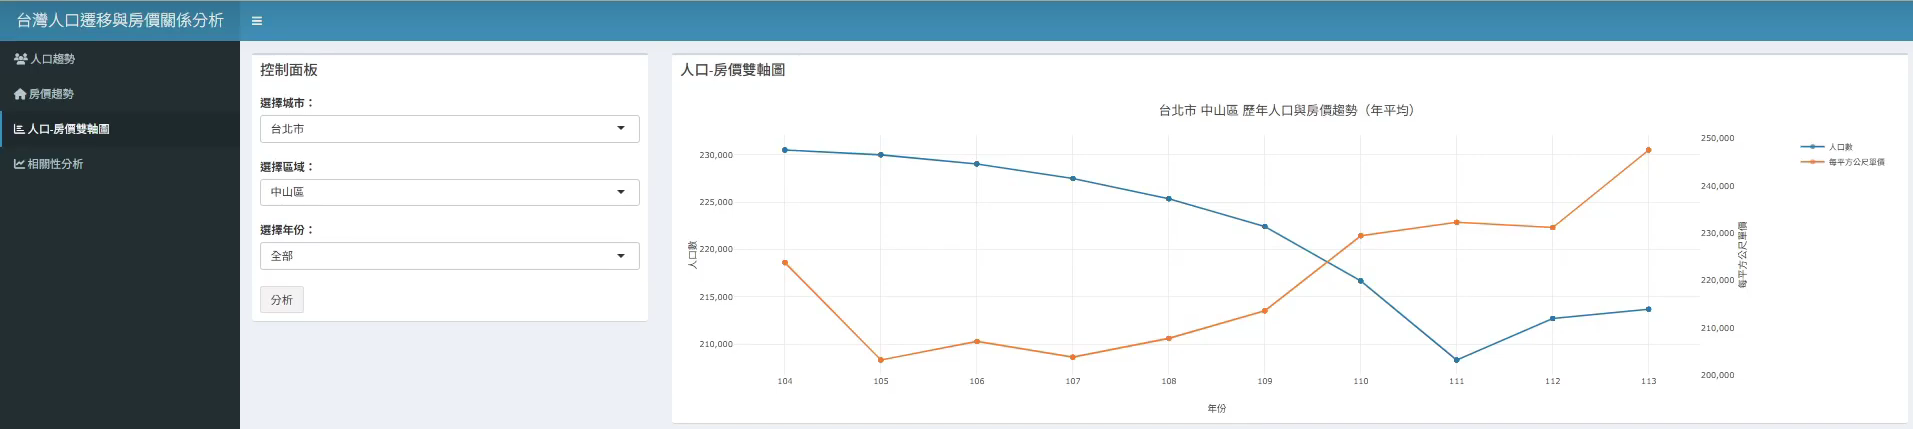 台灣人口遷移與房價關係分析
人口趨勢
房價趨勢
人口-房價雙軸圖
相關性分析
控制面板
選擇城市：
台北市
選擇區域：
中山區
選擇年份：
全部
分析
人口-房價雙軸圖
台北市 中山區 歷年人口與房價趨勢（年平均）
人口數
230,000
225,000
220,000
215,000
210,000
104 105 106 107 108 109 110 111 112 113
年份
250,000
240,000
230,000
220,000
210,000
200,000
每平方公尺單價
人口數
每平方公尺單價